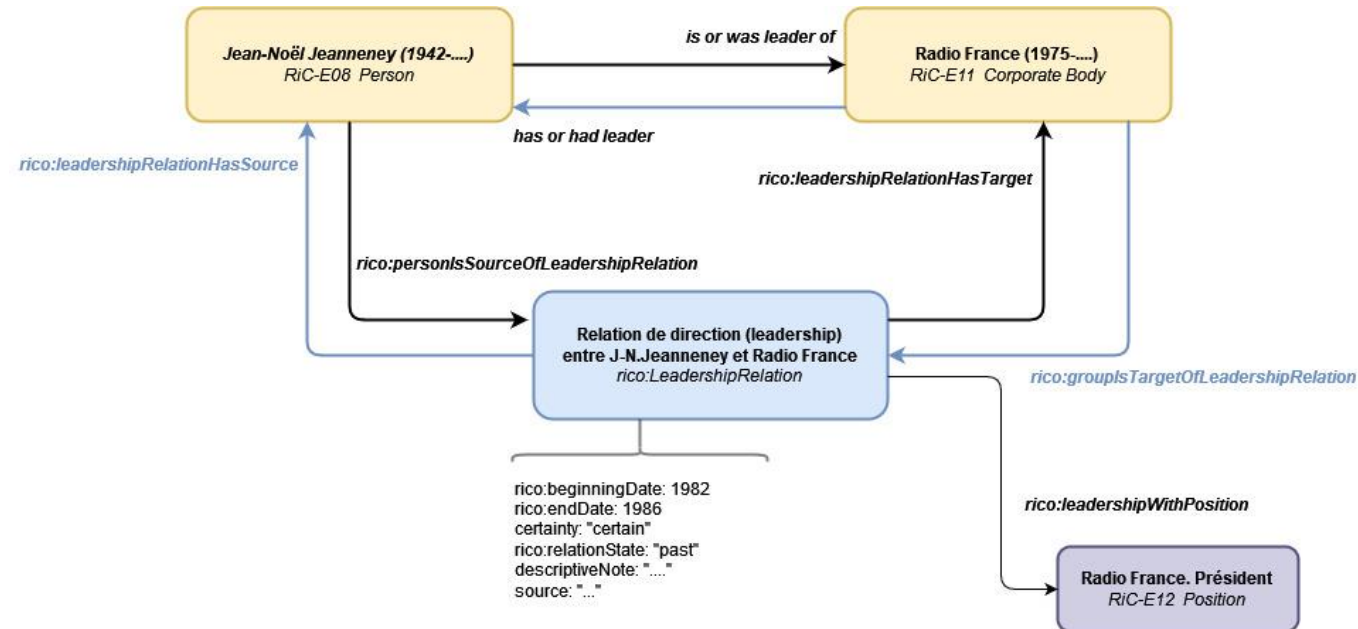 Jean-Noël Jeanneney (1942-....)
RiC-E08 Person
is or was leader of
Radio France (1975-....)
RiC-E11 Corporate Body
has or had leader
rico:leadershipRelationHasSource
rico:leadershipRelationHasTarget
rico:personIsSourceOfLeadershipRelation
Relation de direction (leadership)
entre J-N.Jeanneney et Radio France
rico:LeadershipRelation
rico:groupIsTargetOfLeadershipRelation
rico:beginningDate: 1982
rico:endDate: 1986
certainty: "certain"
rico:relationState: "past"
descriptiveNote: "...."
source: "..."
rico:leadershipWithPosition
Radio France. Président
RiC-E12 Position